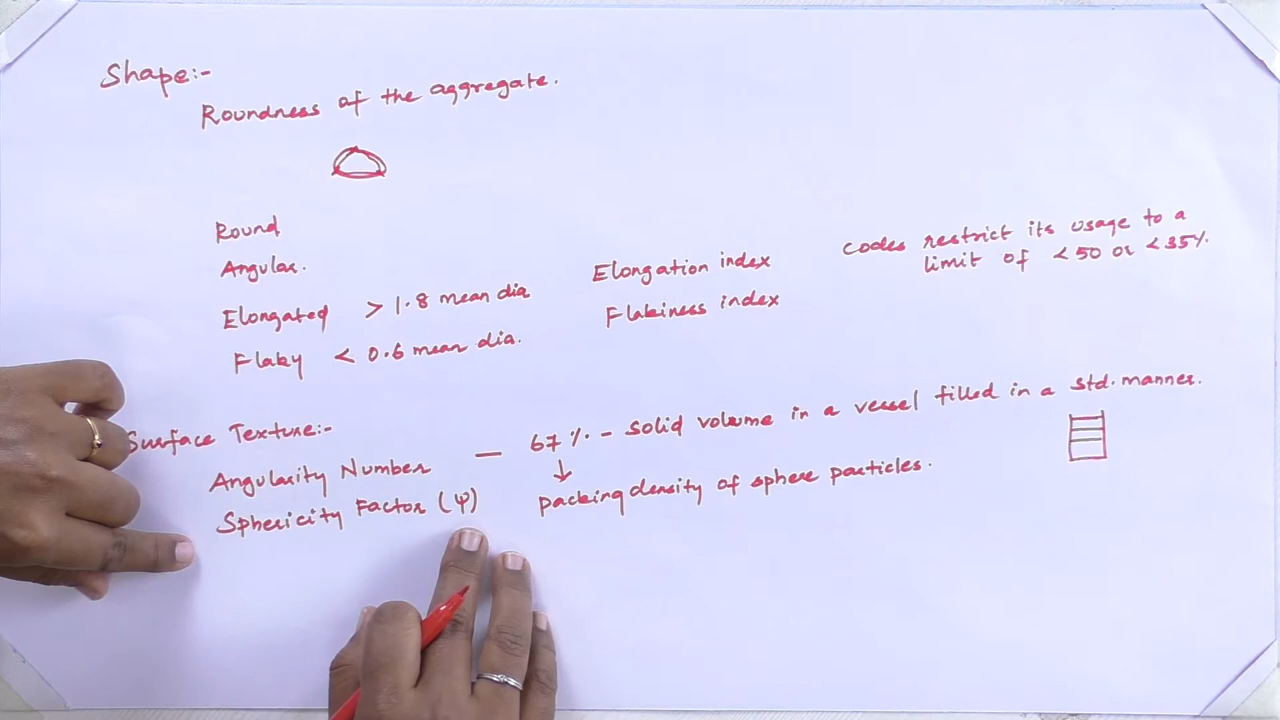 Shape:-
Roundness of the aggregate.
Round
Angular.
Elongated > 1.8 mean dia
Flaky < 0.6 mean dia.
Elongation index
Flakiness index
codes restrict its usage to a
limit of < 50 or < 35%.
Surface Texture:-
Angularity Number — 67% - solid volume in a vessel filled in a std. manner.
↓
Sphericity Factor (ψ) packing density of sphere particles.